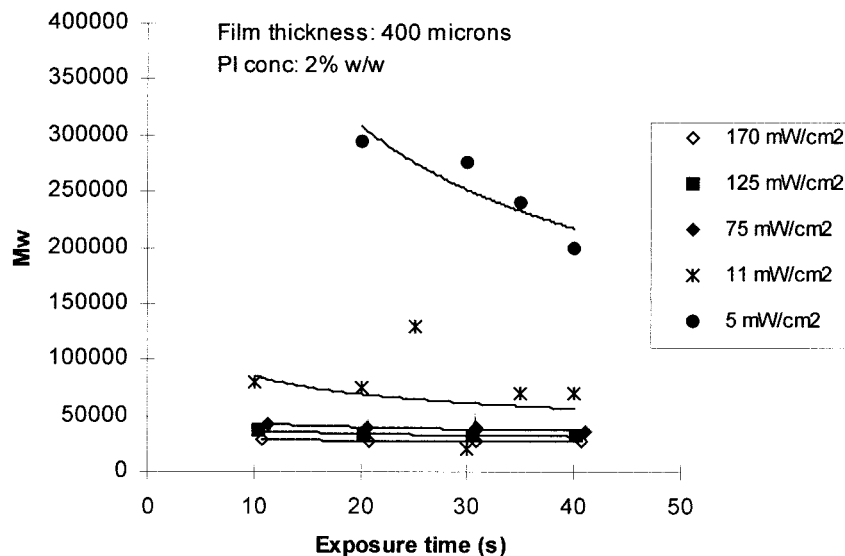 400000
350000
300000
250000
200000
150000
100000
50000
0
Mw
Film thickness: 400 microns
PI conc: 2% w/w
170 mW/cm2
125 mW/cm2
75 mW/cm2
11 mW/cm2
5 mW/cm2
0 10 20 30 40 50
Exposure time (s)